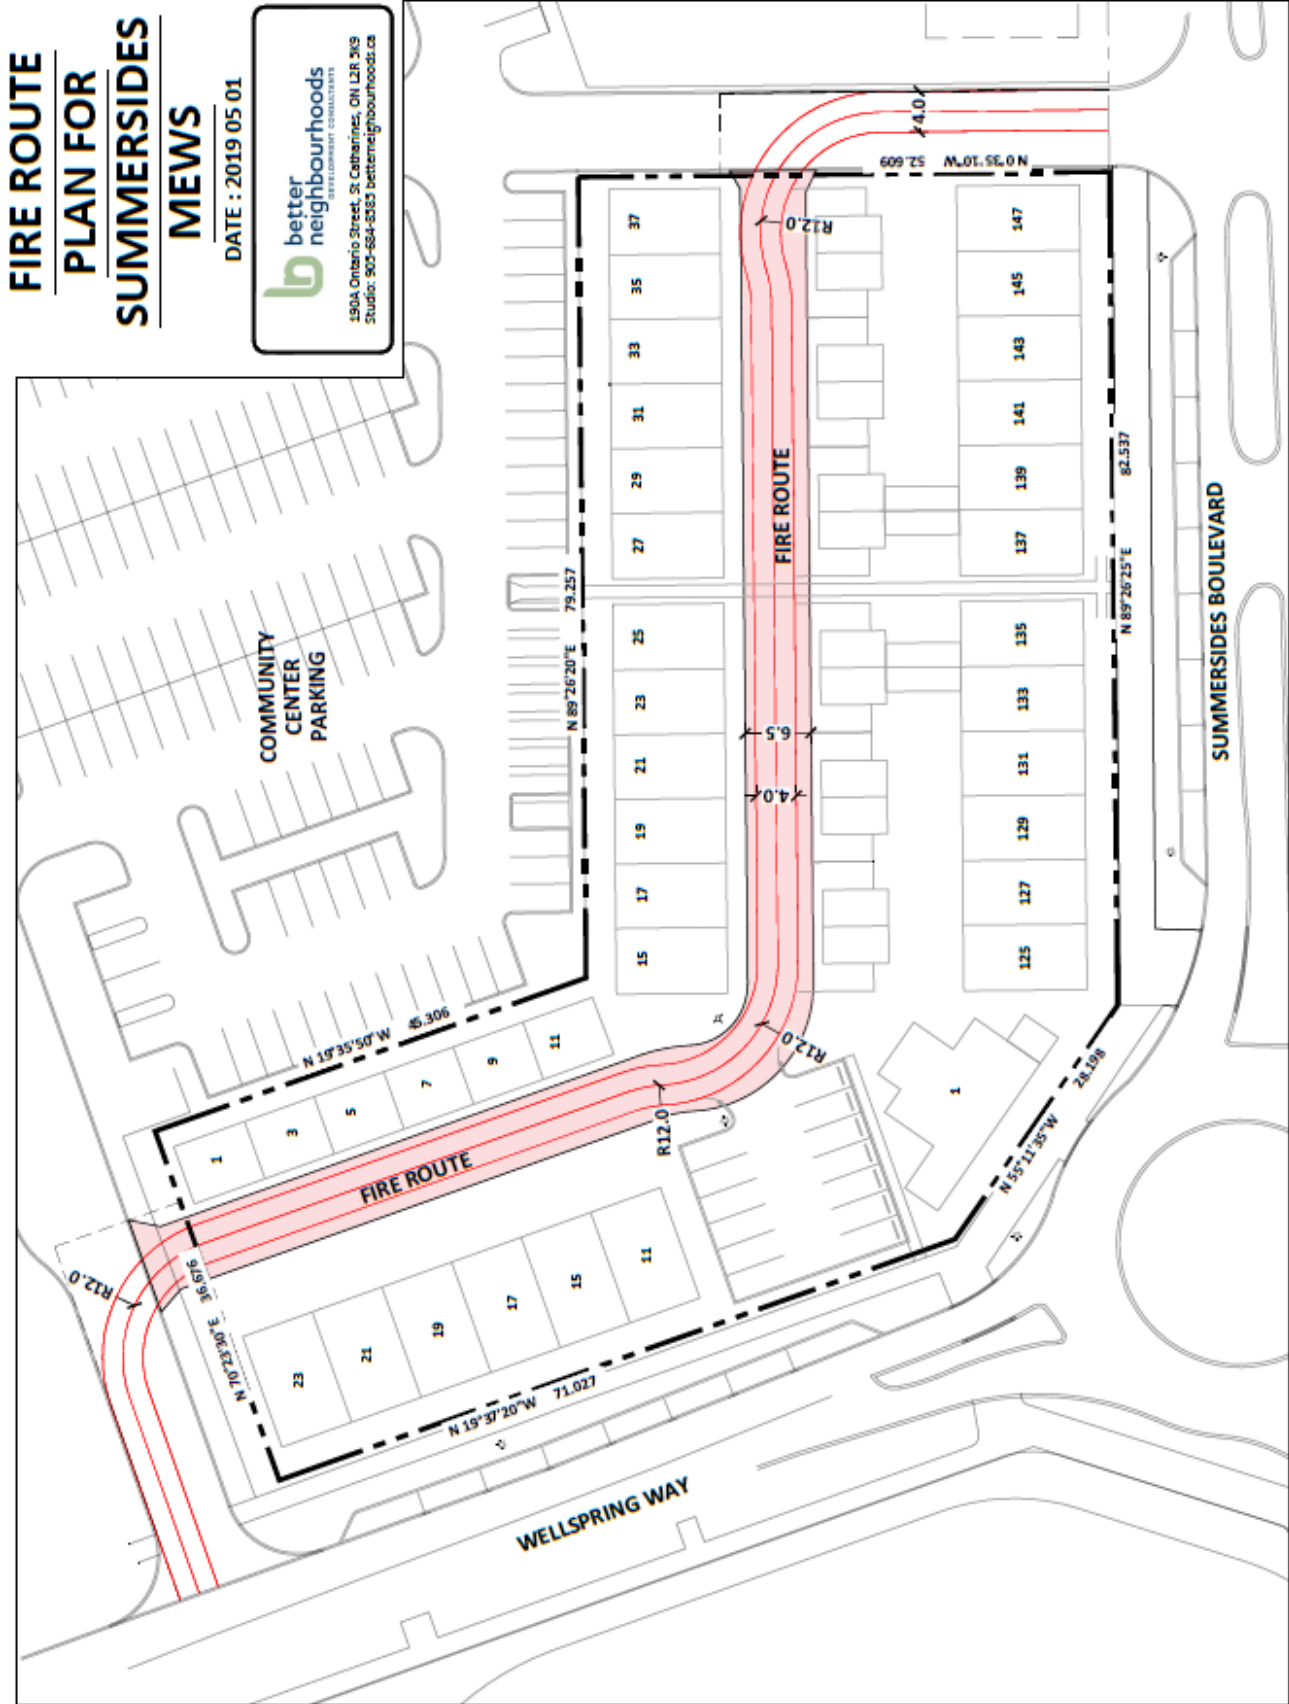 FIRE ROUTE
PLAN FOR
SUMMERSIDES
MEWS
DATE : 2019 05 01
better
neighbourhoods
DEVELOPMENT CONSULTANTS
190A Ontario Street, St Catharines, ON L2R 5K9
Studio: 905-684-8585 betterneighbourhoods.ca
COMMUNITY
CENTER
PARKING
4.0
N 0°35'10"W 52.609
R12.0
37
35
33
31
29
27
25
23
21
19
17
15
N 89°26'20"E 79.257
FIRE ROUTE
6.5
4.0
147
145
143
141
139
137
135
133
131
129
127
125
N 89°26'25"E 82.537
SUMMERSIDES BOULEVARD
N 19°35'50"W 45.306
1
3
5
7
9
11
R12.0
R12.0
FIRE ROUTE
R12.0
N 70°23'30"E 36.676
23
21
19
17
15
11
1
N 55°11'35"W 28.198
N 19°37'20"W 71.027
WELLSPRING WAY